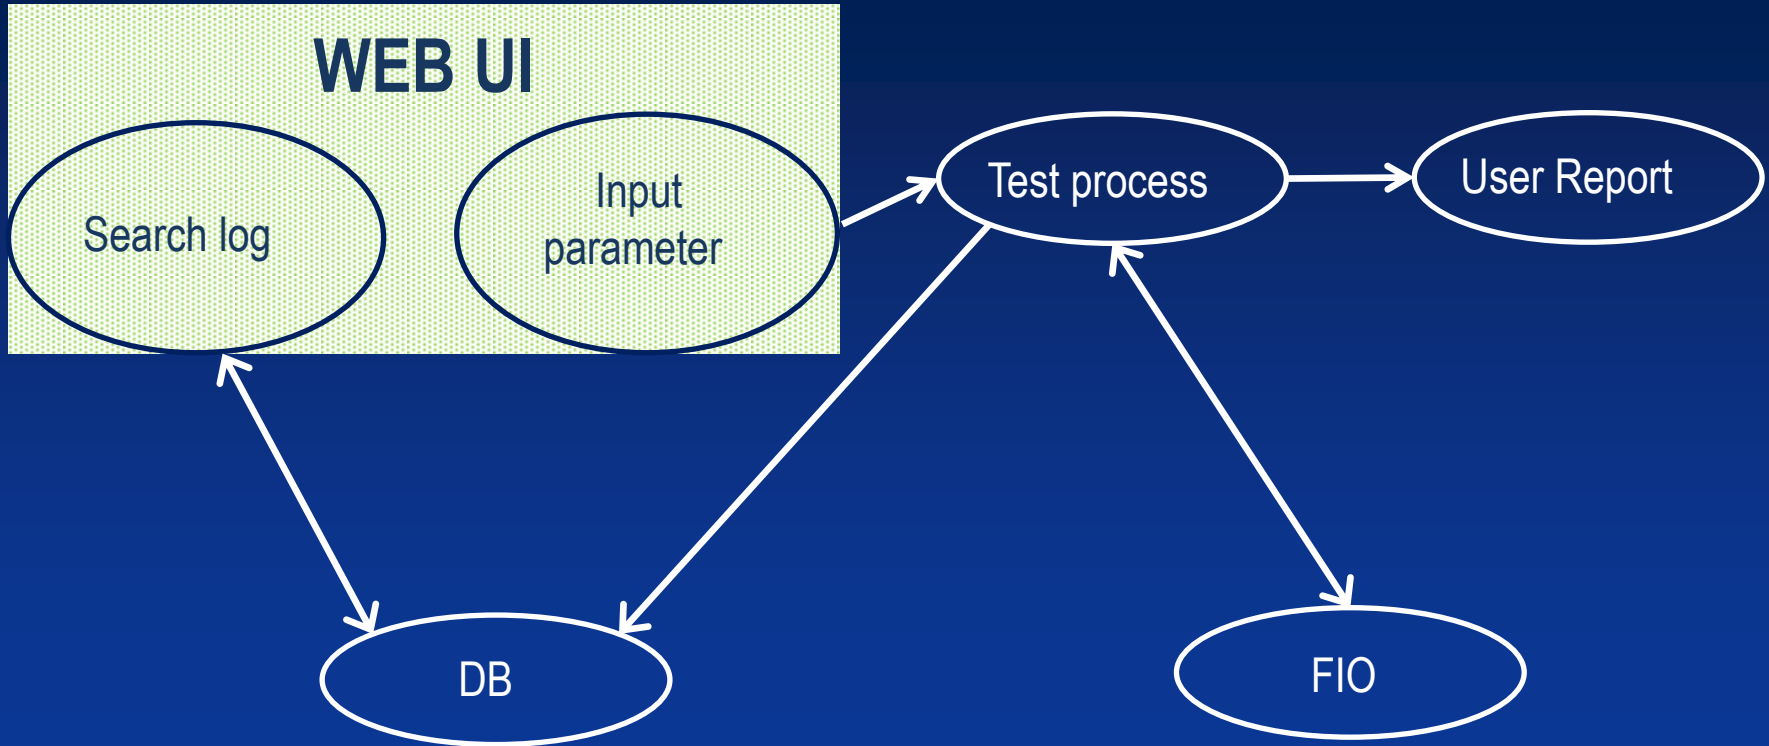 WEB UI
Search log
Input
parameter
Test process
User Report
DB
FIO